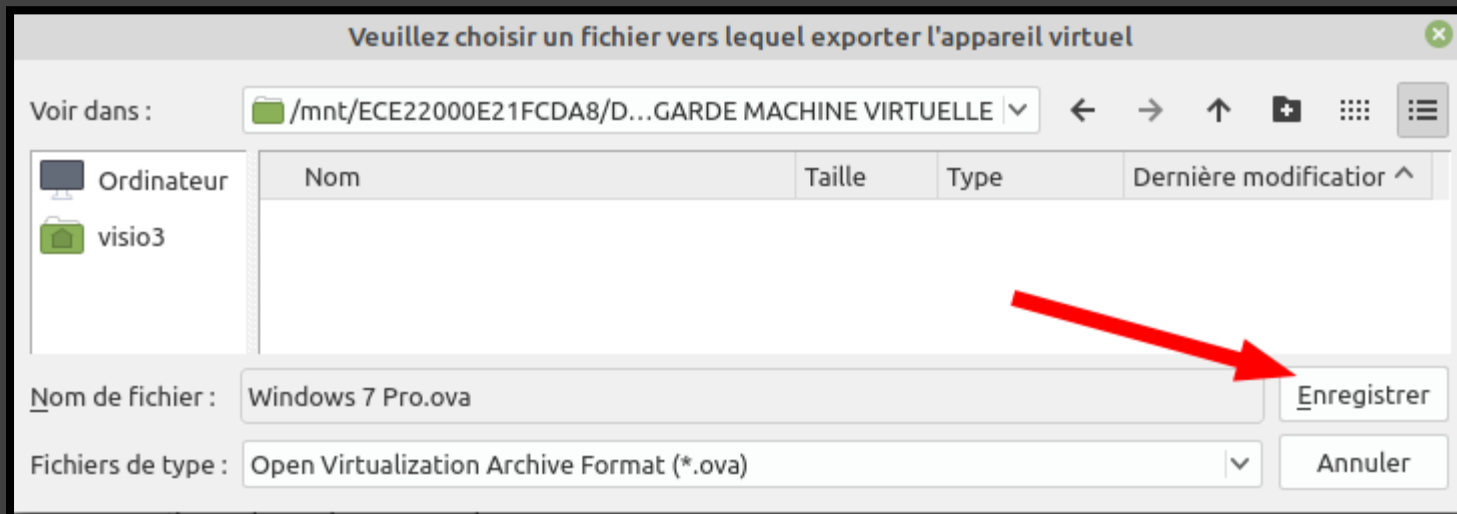 Veuillez choisir un fichier vers lequel exporter l'appareil virtuel
Voir dans : /mnt/ECE22000E21FCDA8/D...GARDE MACHINE VIRTUELLE
Nom Taille Type Dernière modification
Ordinateur
visio3
Nom de fichier : Windows 7 Pro.ova Enregistrer
Fichiers de type : Open Virtualization Archive Format (*.ova) Annuler